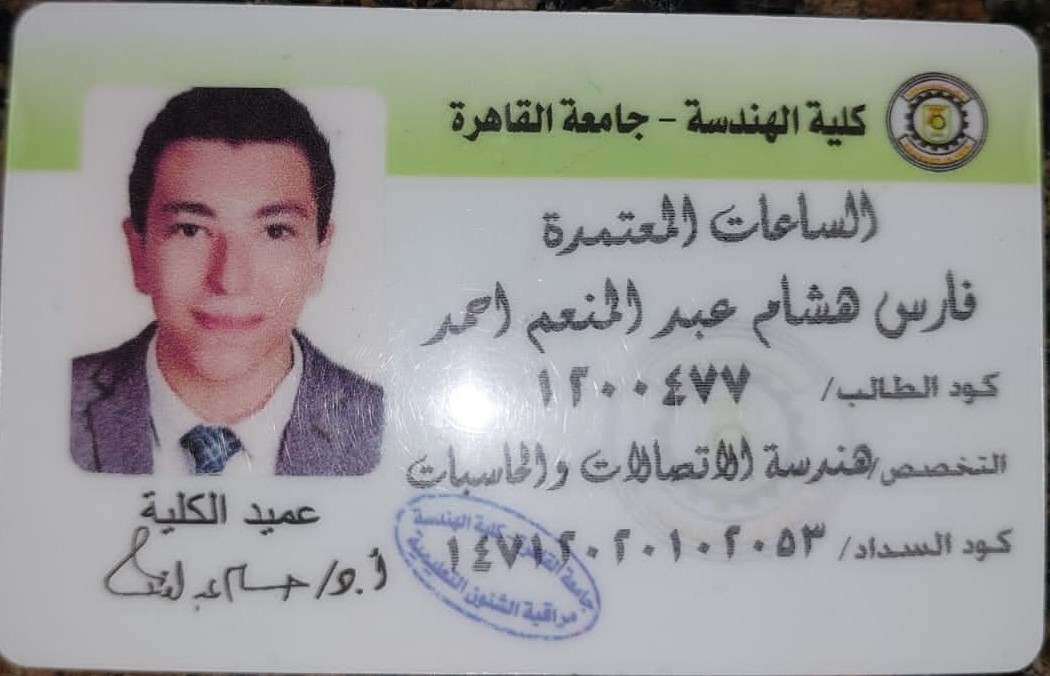 كلية الهندسة - جامعة القاهرة
الساعات المعتمدة
فارس هشام عبد المنعم احمد
كود الطالب/ ١٢٠٠٤٧٧
التخصص/هندسة الاتصالات والحاسبات
كود السداد/ ١٤٧١٢٠٢٠١٠٢٠٥٣
عميد الكلية
أ.د/ حسام عبد الفتاح
جامعة القاهرة كلية الهندسة
مراقبة الشئون التعليمية